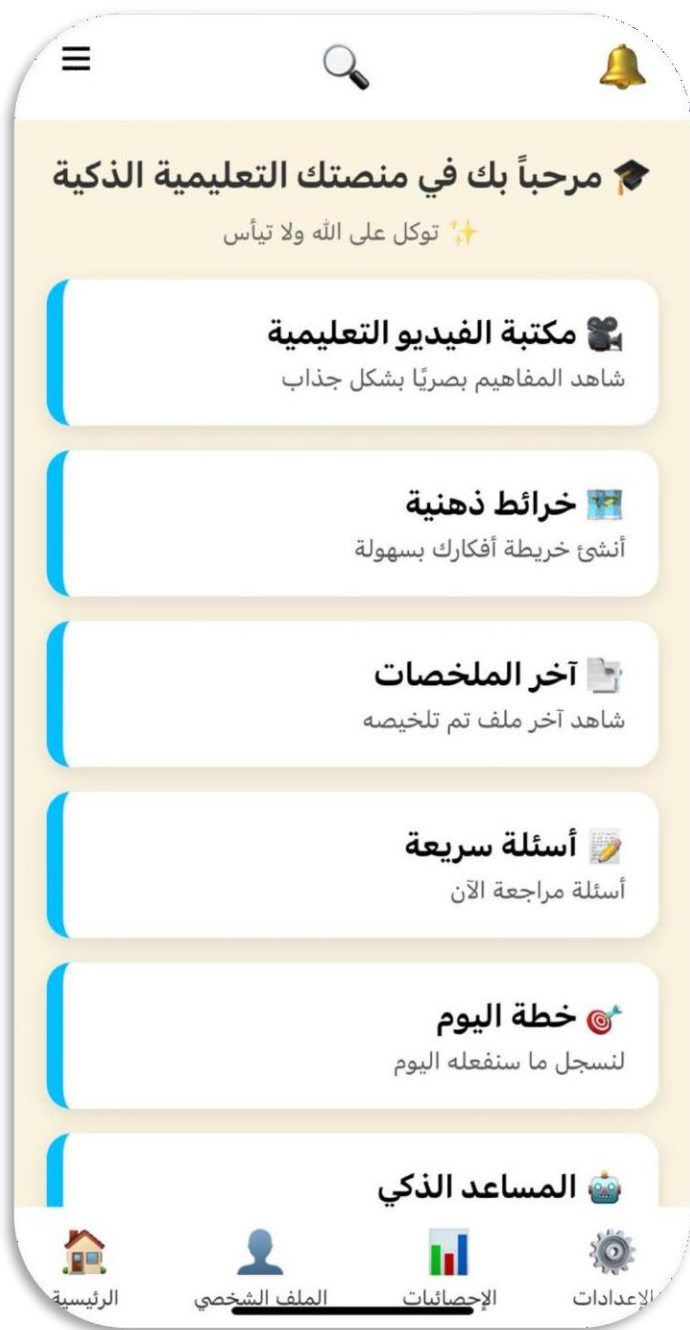 مرحباً بك في منصتك التعليمية الذكية
توكل على الله ولا تيأس
مكتبة الفيديو التعليمية
شاهد المفاهيم بصريًا بشكل جذاب
خرائط ذهنية
أنشئ خريطة أفكارك بسهولة
آخر الملخصات
شاهد آخر ملف تم تلخيصه
أسئلة سريعة
أسئلة مراجعة الآن
خطة اليوم
لنسجل ما سنفعله اليوم
المساعد الذكي
الإعدادات
الإحصائيات
الملف الشخصي
الرئيسية